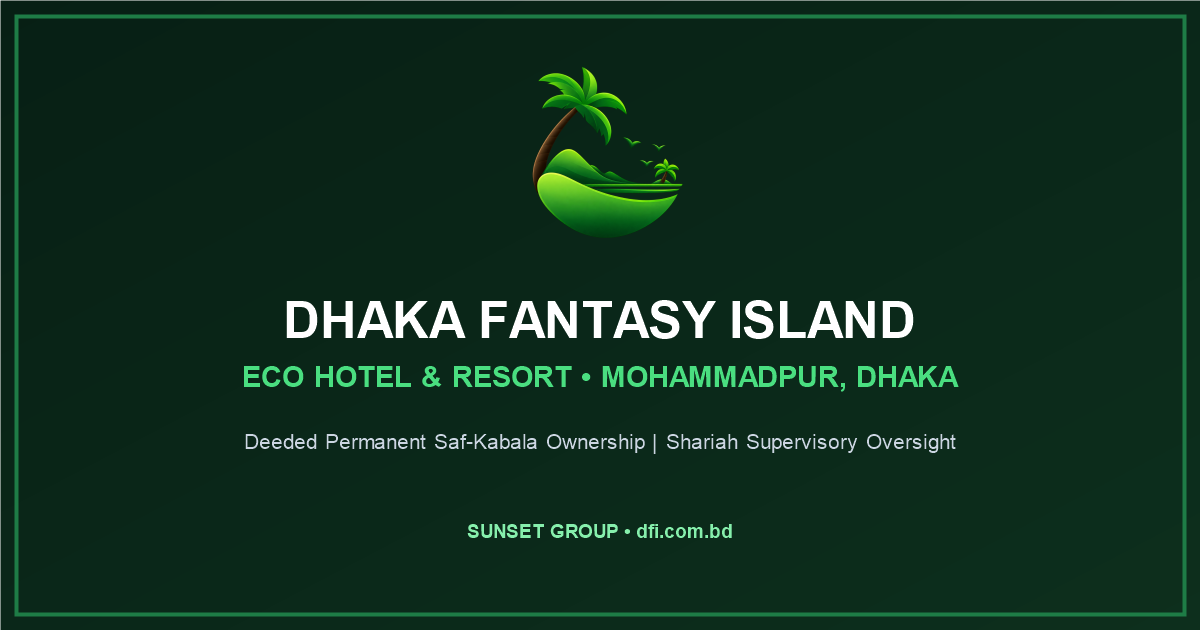 DHAKA FANTASY ISLAND
ECO HOTEL & RESORT • MOHAMMADPUR, DHAKA
Deeded Permanent Saf-Kabala Ownership | Shariah Supervisory Oversight
SUNSET GROUP • dfi.com.bd